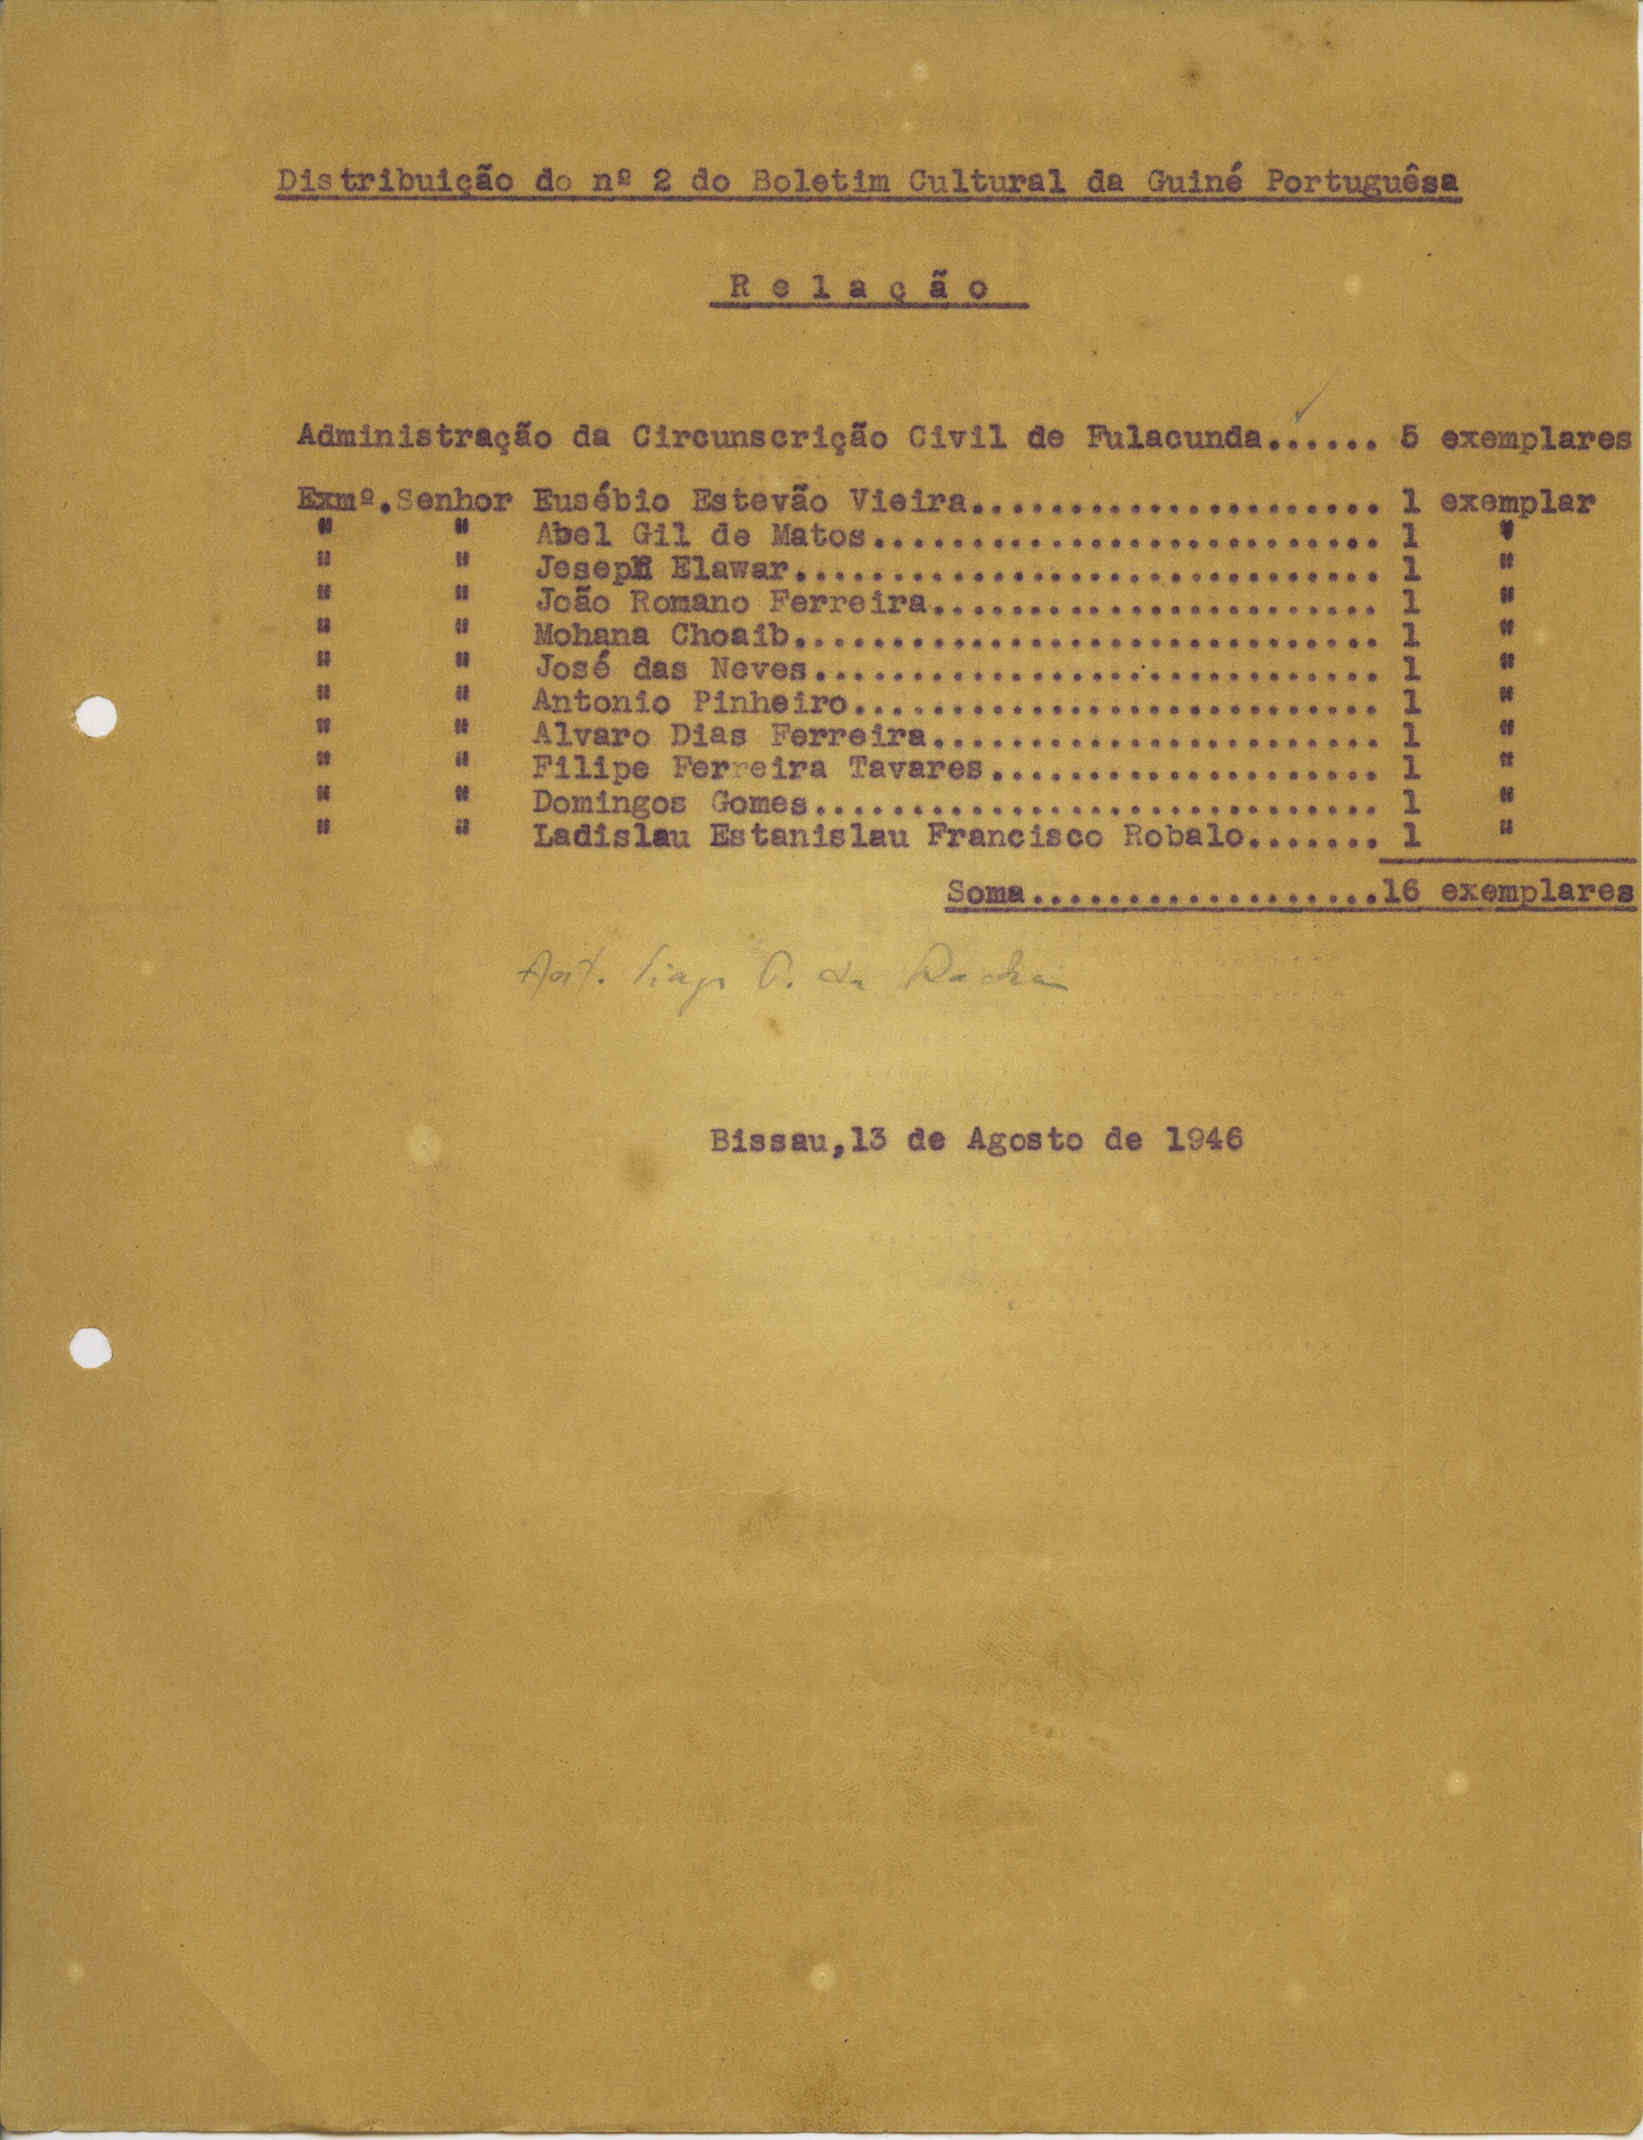 Distribuição do nº 2 do Boletim Cultural da Guiné Portuguêsa
Relação
Administração da Circunscrição Civil de Fulacunda...... 5 exemplares
Exmº.Senhor Eusébio Estevão Vieira..................... 1 exemplar
" " Abel Gil de Matos.......................... 1 "
" " Jeseph Elawar.............................. 1 "
" " João Romano Ferreira....................... 1 "
" " Mohana Choaib.............................. 1 "
" " José das Neves............................. 1 "
" " Antonio Pinheiro........................... 1 "
" " Alvaro Dias Ferreira....................... 1 "
" " Filipe Ferreira Tavares.................... 1 "
" " Domingos Gomes............................. 1 "
" " Ladislau Estanislau Francisco Robalo....... 1 "
Soma..................16 exemplares
Bissau,13 de Agosto de 1946